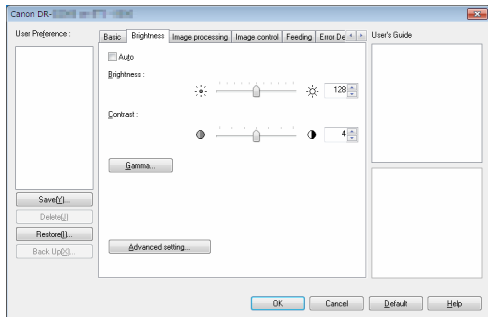 Canon DR-
User Preference :
Basic Brightness Image processing Image control Feeding Error De
User's Guide
Auto
Brightness :
128
Contrast :
4
Gamma...
Save(Y)...
Delete(J)
Restore(I)...
Back Up(X)...
Advanced setting...
OK Cancel Default Help